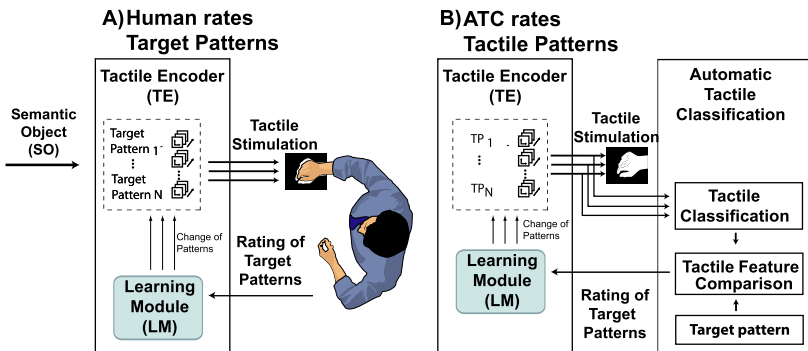 A) Human rates
Target Patterns
Tactile Encoder
(TE)
Semantic
Object
(SO)
Target
Pattern 1
Target
Pattern N
Tactile
Stimulation
Change of
Patterns
Rating of
Target
Patterns
Learning
Module
(LM)
B) ATC rates
Tactile Patterns
Tactile Encoder
(TE)
TP 1
TP N
Tactile
Stimulation
Change of
Patterns
Learning
Module
(LM)
Rating of
Target
Patterns
Automatic
Tactile
Classification
Tactile
Classification
Tactile Feature
Comparison
Target pattern